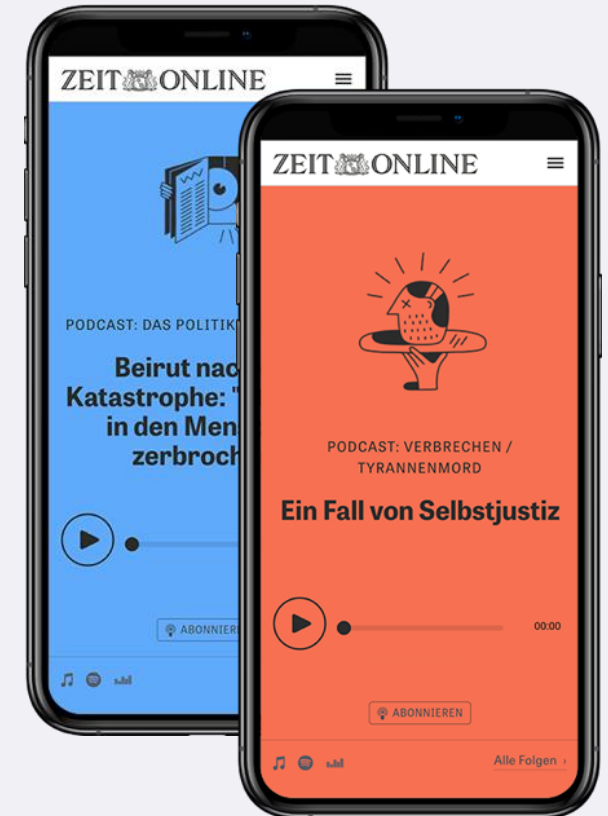 ZEIT ONLINE
PODCAST: DAS POLITIK
Beirut nac
Katastrophe: "
in den Men
zerbroch
ABONNIER
ZEIT ONLINE
PODCAST: VERBRECHEN /
TYRANNENMORD
Ein Fall von Selbstjustiz
00:00
ABONNIEREN
Alle Folgen ›